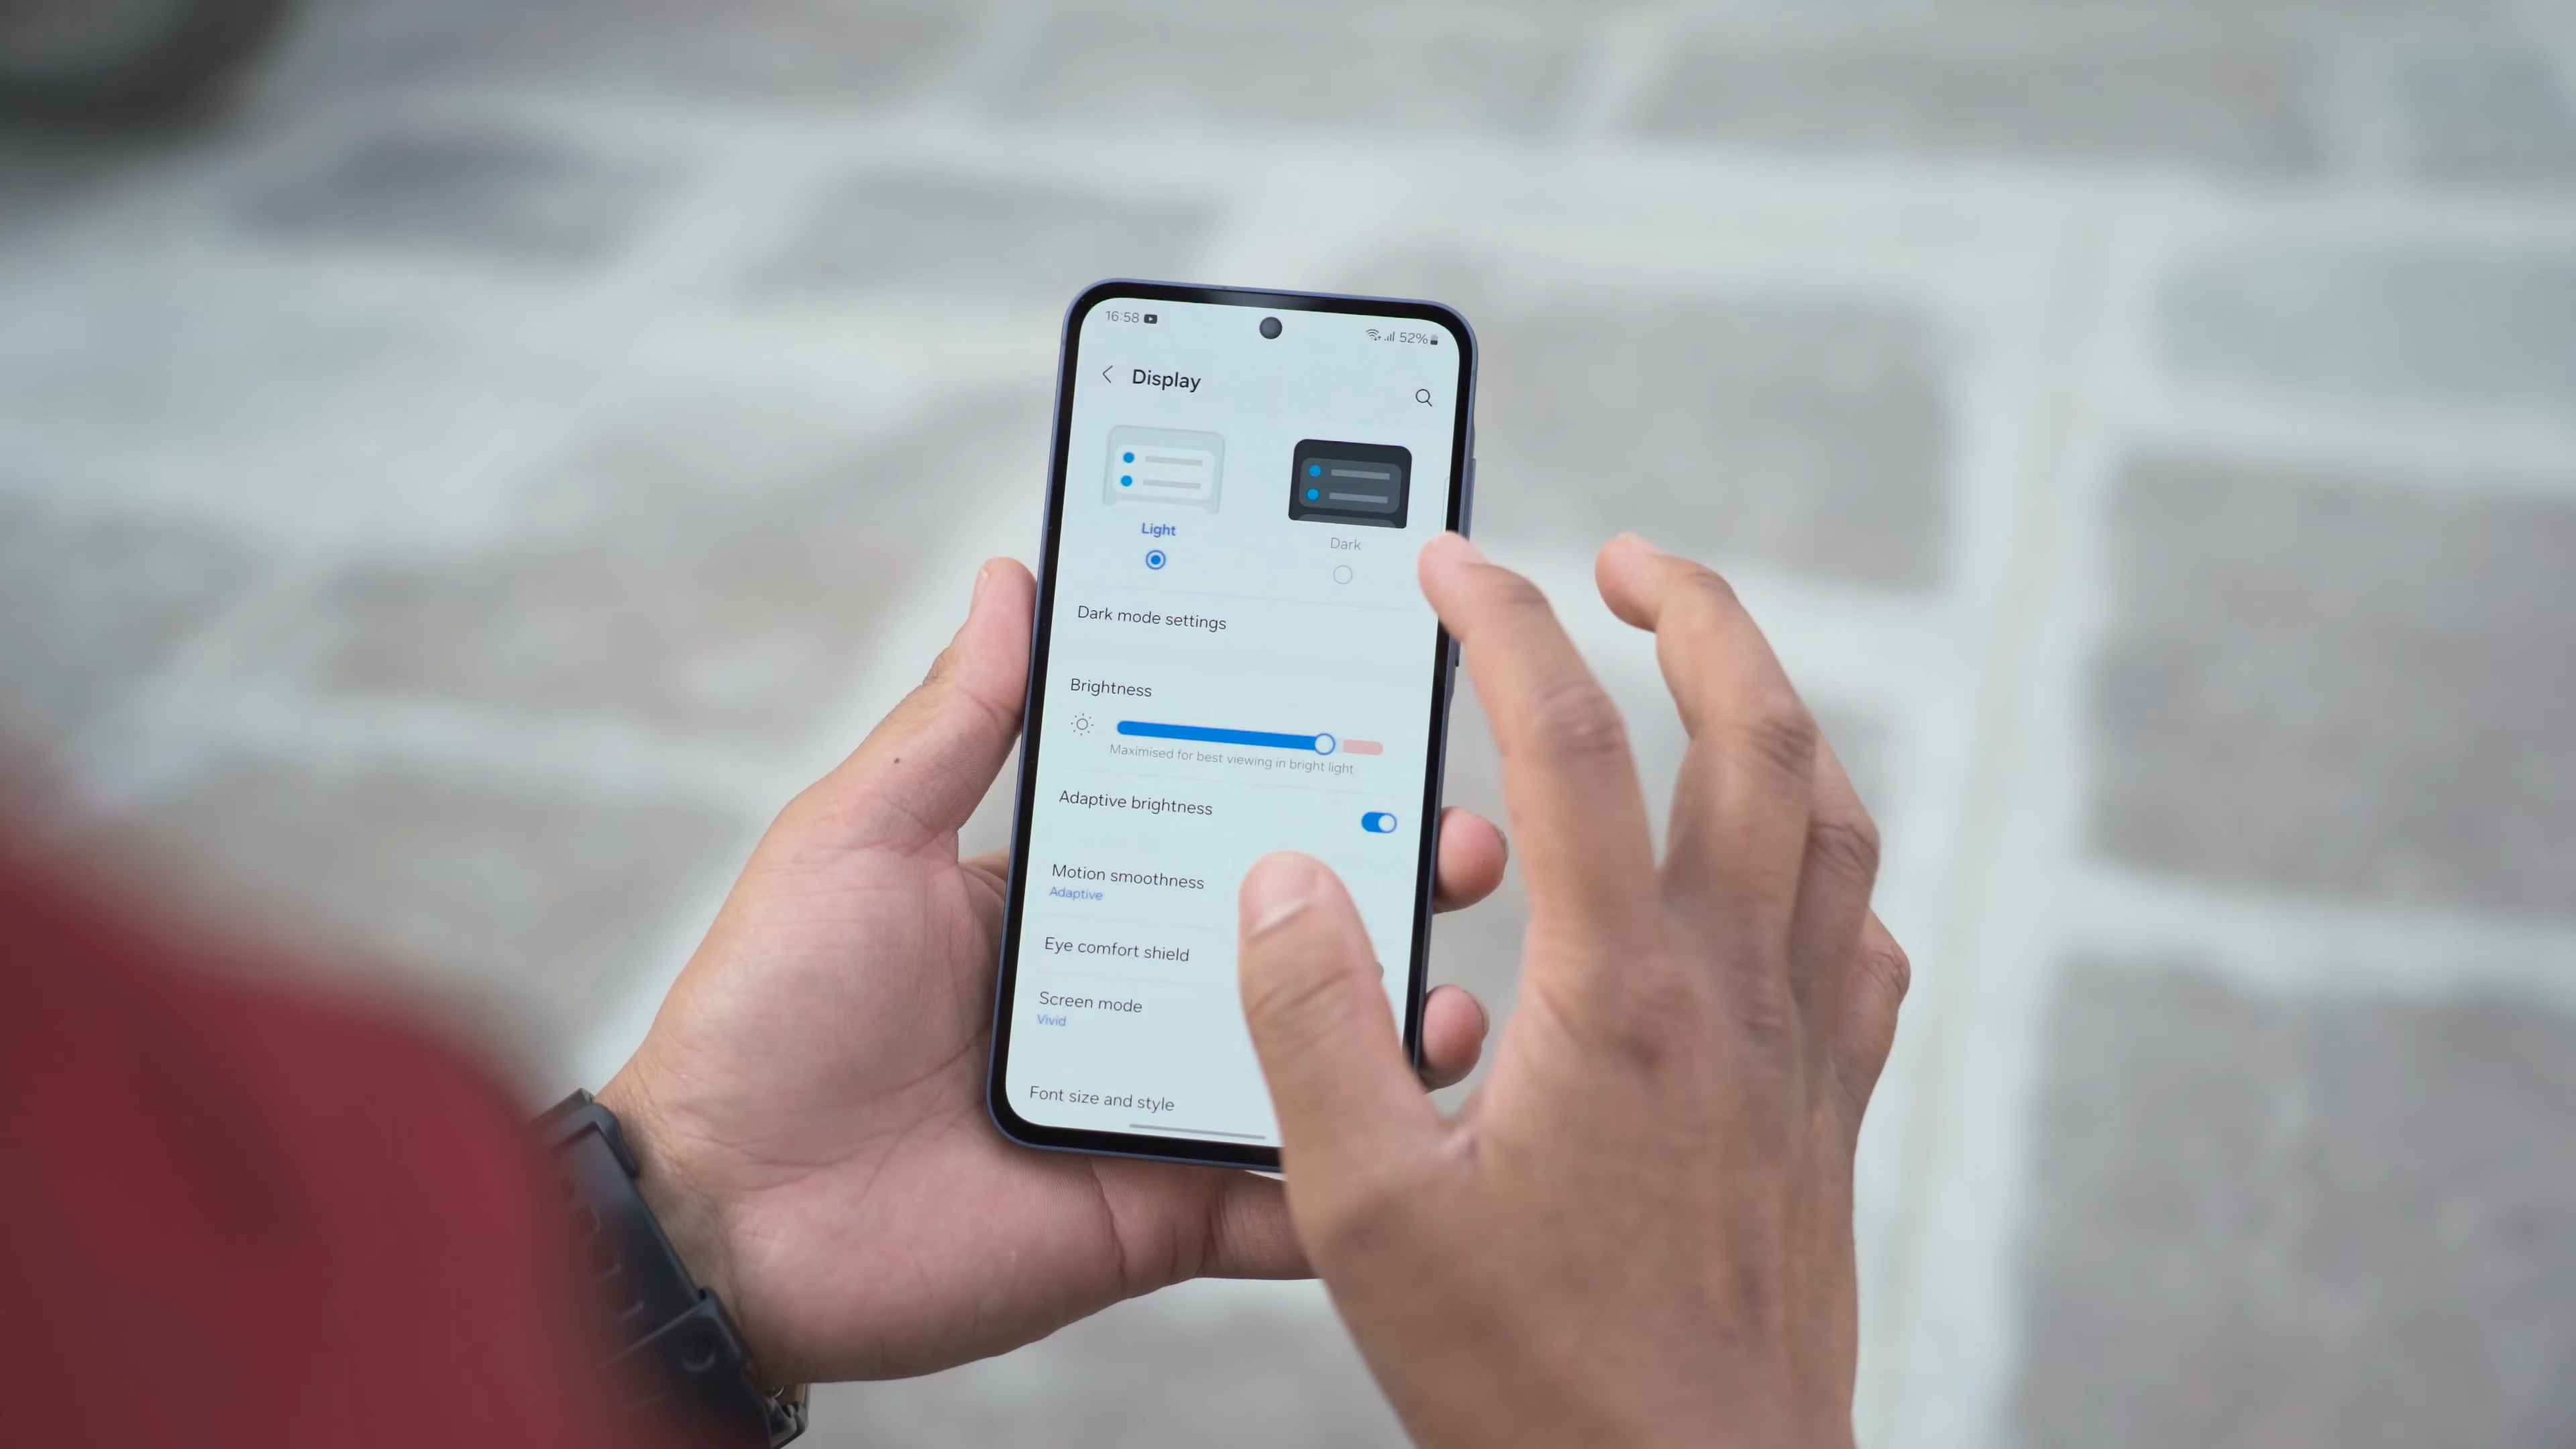 16:58
52%
Display
Light
Dark
Dark mode settings
Brightness
Maximised for best viewing in bright light
Adaptive brightness
Motion smoothness
Adaptive
Eye comfort shield
Screen mode
Vivid
Font size and style